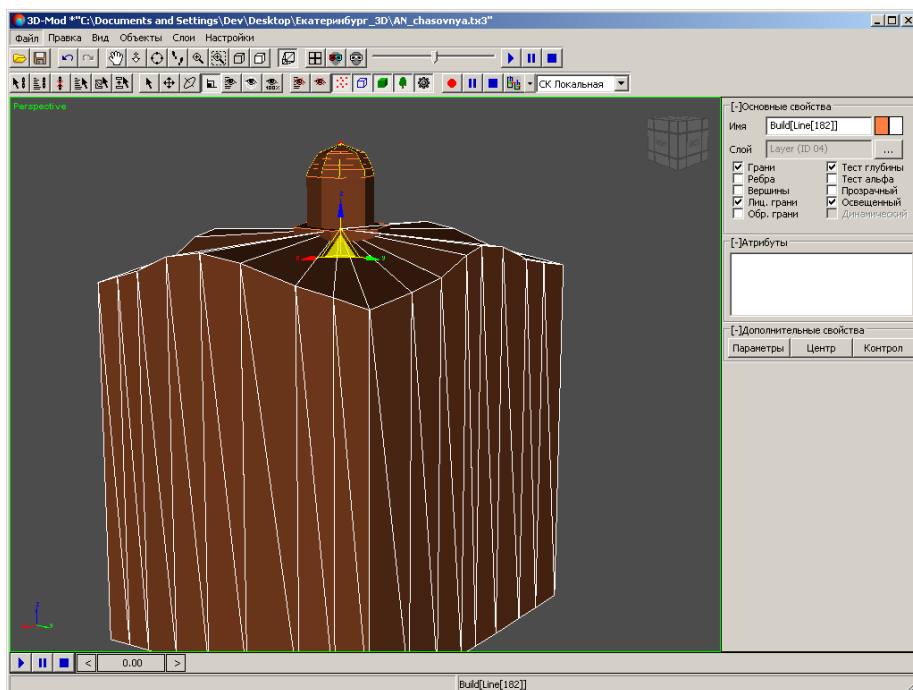 3D-Mod *"C:\Documents and Settings\Dev\Desktop\Екатеринбург_3D\AN_chasovnya.tx3"
Файл Правка Вид Объекты Слои Настройки
100%
СК Локальная
Perspective
[-]Основные свойства
Имя Build[Line[182]]
Слой Layer (ID 04) ...
Грани Тест глубины
Ребра Тест альфа
Вершины Прозрачный
Лиц. грани Освещенный
Обр. грани Динамический
[-]Атрибуты
[-]Дополнительные свойства
Параметры Центр Контрол
z
x y
z
< 0.00 >
Build[Line[182]]